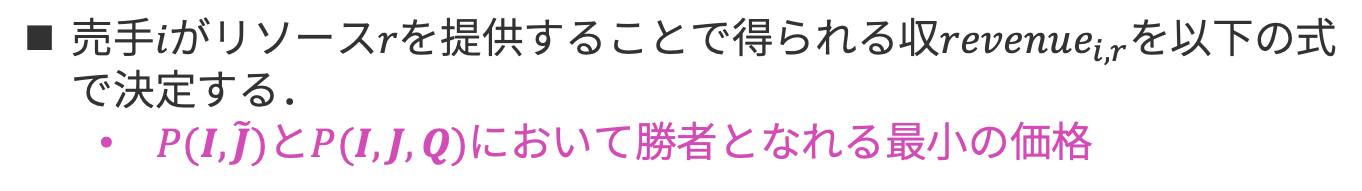 ■ 売手iがリソースrを提供することで得られる収revenue_{i,r}を以下の式
で決定する．
• P(I, J̃)とP(I, J, Q)において勝者となれる最小の価格